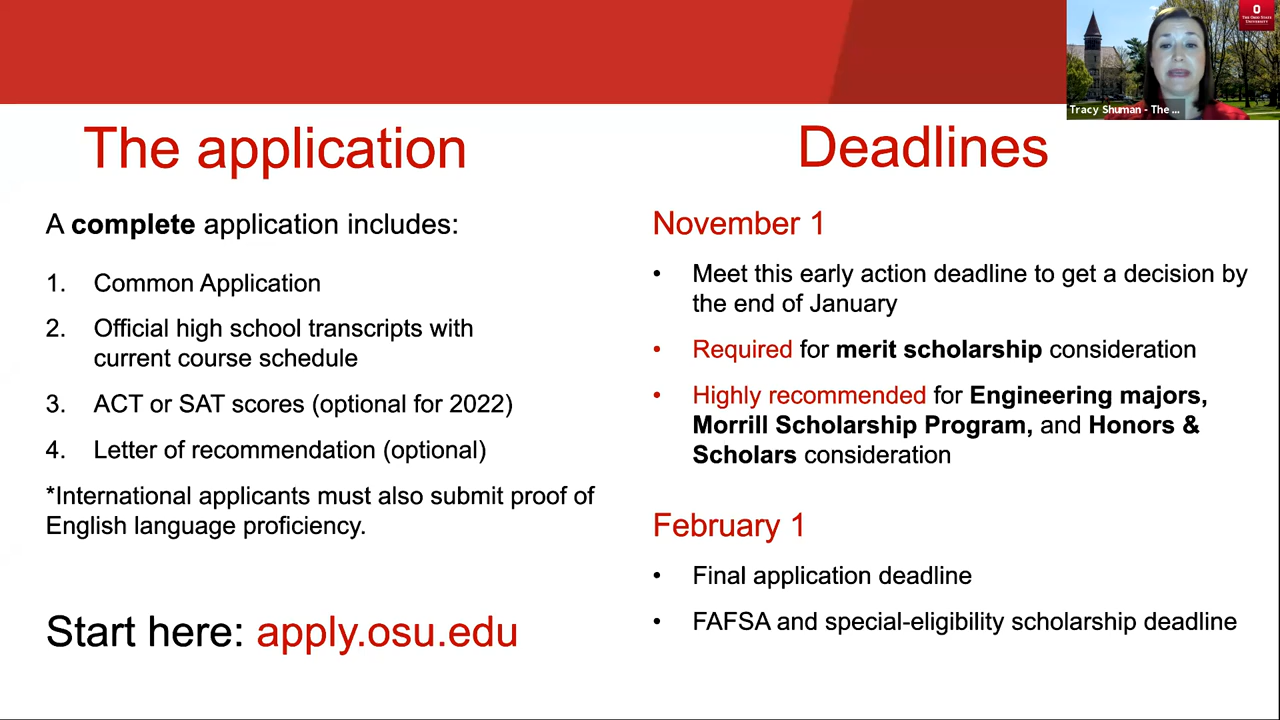 O
THE OHIO STATE
UNIVERSITY
Tracy Shuman - The ...
The application
A complete application includes:
1. Common Application
2. Official high school transcripts with
current course schedule
3. ACT or SAT scores (optional for 2022)
4. Letter of recommendation (optional)
*International applicants must also submit proof of
English language proficiency.
Start here: apply.osu.edu
Deadlines
November 1
• Meet this early action deadline to get a decision by
the end of January
• Required for merit scholarship consideration
• Highly recommended for Engineering majors,
Morrill Scholarship Program, and Honors &
Scholars consideration
February 1
• Final application deadline
• FAFSA and special-eligibility scholarship deadline